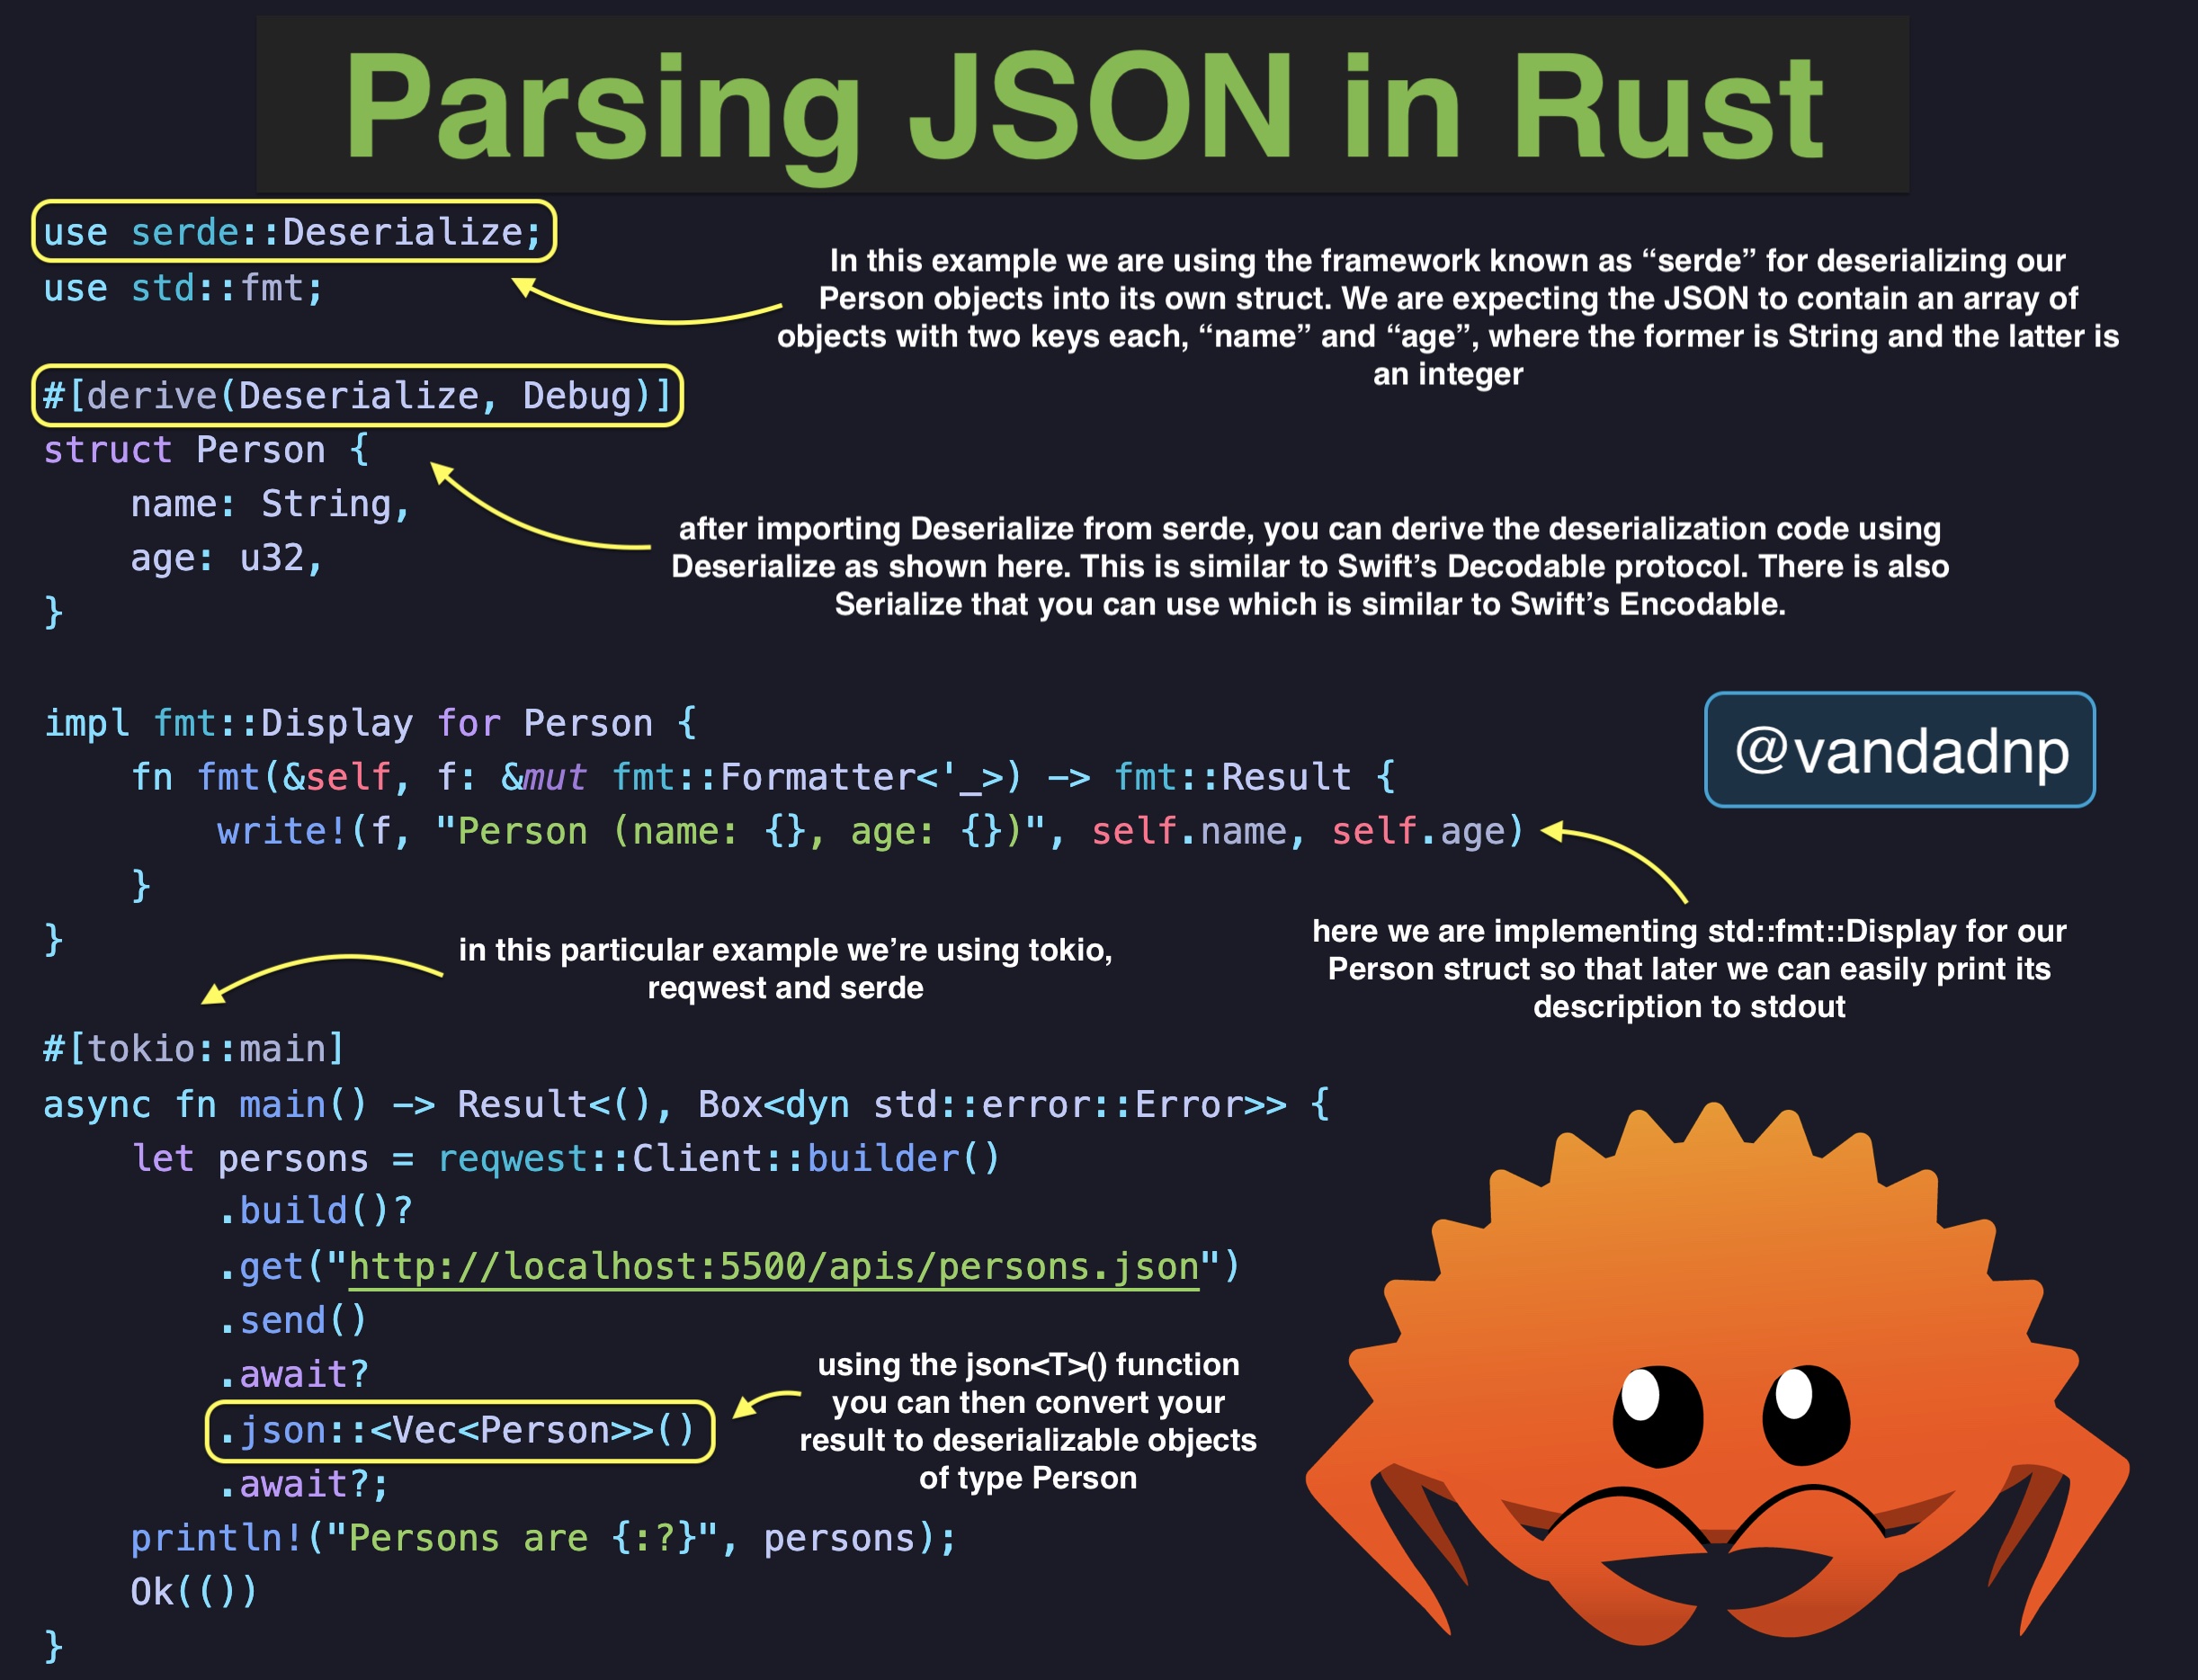 Parsing JSON in Rust
use serde::Deserialize;
use std::fmt;
In this example we are using the framework known as “serde” for deserializing our
Person objects into its own struct. We are expecting the JSON to contain an array of
objects with two keys each, “name” and “age”, where the former is String and the latter is
an integer
#[derive(Deserialize, Debug)]
struct Person {
    name: String,
    age: u32,
}
after importing Deserialize from serde, you can derive the deserialization code using
Deserialize as shown here. This is similar to Swift’s Decodable protocol. There is also
Serialize that you can use which is similar to Swift’s Encodable.
impl fmt::Display for Person {
    fn fmt(&self, f: &mut fmt::Formatter<'_>) -> fmt::Result {
        write!(f, "Person (name: {}, age: {})", self.name, self.age)
    }
}
@vandadnp
here we are implementing std::fmt::Display for our
Person struct so that later we can easily print its
description to stdout
in this particular example we’re using tokio,
reqwest and serde
#[tokio::main]
async fn main() -> Result<(), Box<dyn std::error::Error>> {
    let persons = reqwest::Client::builder()
        .build()?
        .get("http://localhost:5500/apis/persons.json")
        .send()
        .await?
        .json::<Vec<Person>>()
        .await?;
    println!("Persons are {:?}", persons);
    Ok(())
}
using the json<T>() function
you can then convert your
result to deserializable objects
of type Person